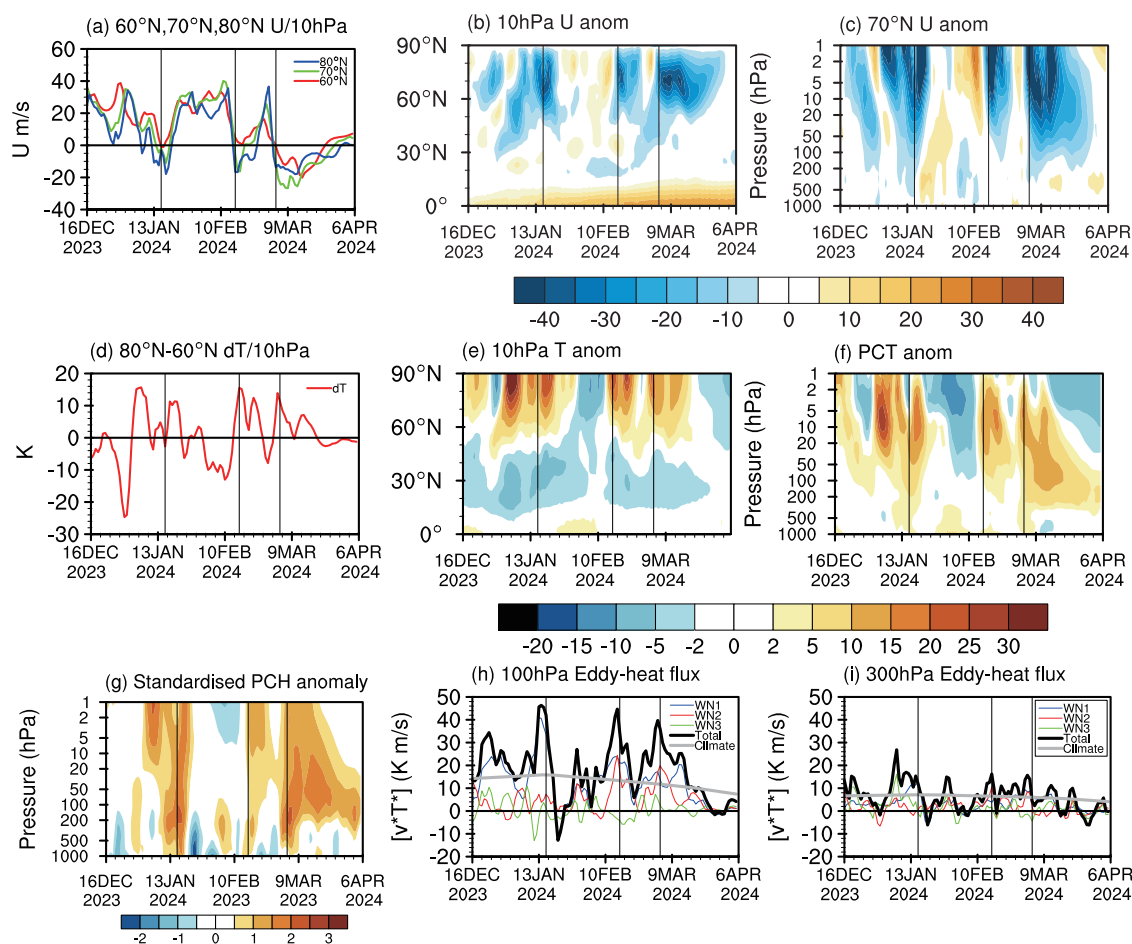 (a) 60°N,70°N,80°N U/10hPa
60
40
20
0
-20
-40
U m/s
80°N
70°N
60°N
16DEC 13JAN 10FEB 9MAR 6APR
2023 2024 2024 2024 2024
(b) 10hPa U anom
90°N
60°N
30°N
0°
16DEC 13JAN 10FEB 9MAR 6APR
2023 2024 2024 2024 2024
(c) 70°N U anom
Pressure (hPa)
1
2
5
10
20
50
100
200
500
1000
16DEC 13JAN 10FEB 9MAR 6APR
2023 2024 2024 2024 2024
-40 -30 -20 -10 0 10 20 30 40
(d) 80°N-60°N dT/10hPa
20
10
0
-10
-20
-30
K
dT
16DEC 13JAN 10FEB 9MAR 6APR
2023 2024 2024 2024 2024
(e) 10hPa T anom
90°N
60°N
30°N
0°
16DEC 13JAN 10FEB 9MAR
2023 2024 2024 2024
(f) PCT anom
Pressure (hPa)
1
2
5
10
20
50
100
200
500
1000
16DEC 13JAN 10FEB 9MAR 6APR
2023 2024 2024 2024 2024
-20 -15 -10 -5 -2 0 2 5 10 15 20 25 30
(g) Standardised PCH anomaly
Pressure (hPa)
1
2
5
10
20
50
100
200
500
1000
16DEC 13JAN 10FEB 9MAR 6APR
2023 2024 2024 2024 2024
-2 -1 0 1 2 3
(h) 100hPa Eddy-heat flux
50
40
30
20
10
0
-10
-20
[v*T*] (K m/s)
WN1
WN2
WN3
Total
Climate
16DEC 13JAN 10FEB 9MAR 6APR
2023 2024 2024 2024 2024
(i) 300hPa Eddy-heat flux
50
40
30
20
10
0
-10
-20
[v*T*] (K m/s)
WN1
WN2
WN3
Total
Climate
16DEC 13JAN 10FEB 9MAR 6APR
2023 2024 2024 2024 2024